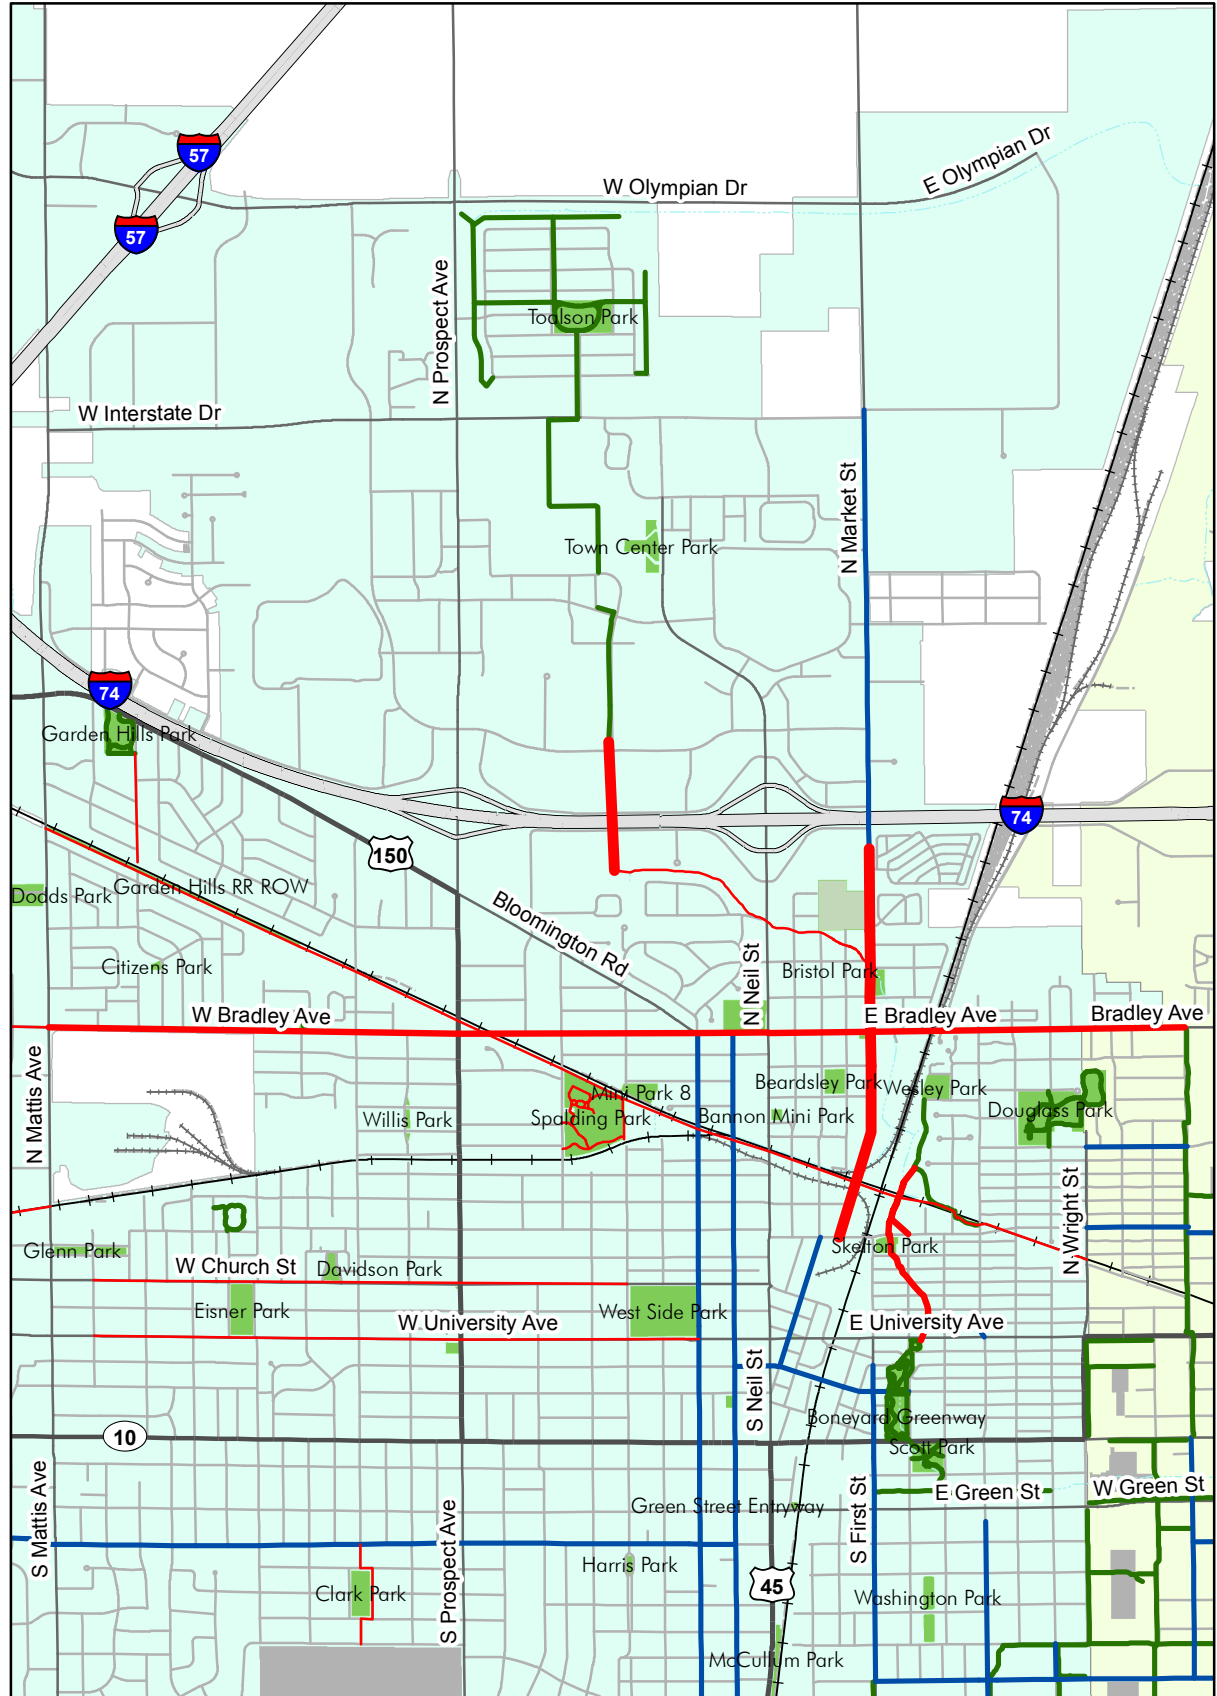 57
57
W Olympian Dr
E Olympian Dr
N Prospect Ave
Toalson Park
W Interstate Dr
N Market St
Town Center Park
74
Garden Hills Park
74
150
Dodds Park
Garden Hills RR ROW
Bloomington Rd
Citizens Park
N Neil St
Bristol Park
W Bradley Ave
E Bradley Ave
Bradley Ave
N Mattis Ave
Mini Park 8
Beardsley Park
Wesley Park
Willis Park
Spalding Park
Bannon Mini Park
Douglass Park
N Wright St
Glenn Park
W Church St
Davidson Park
Skelton Park
Eisner Park
West Side Park
W University Ave
E University Ave
S Neil St
10
Boneyard Greenway
Scott Park
S Mattis Ave
S Prospect Ave
Green Street Entryway
S First St
E Green St
W Green St
Harris Park
Clark Park
45
Washington Park
McCullum Park